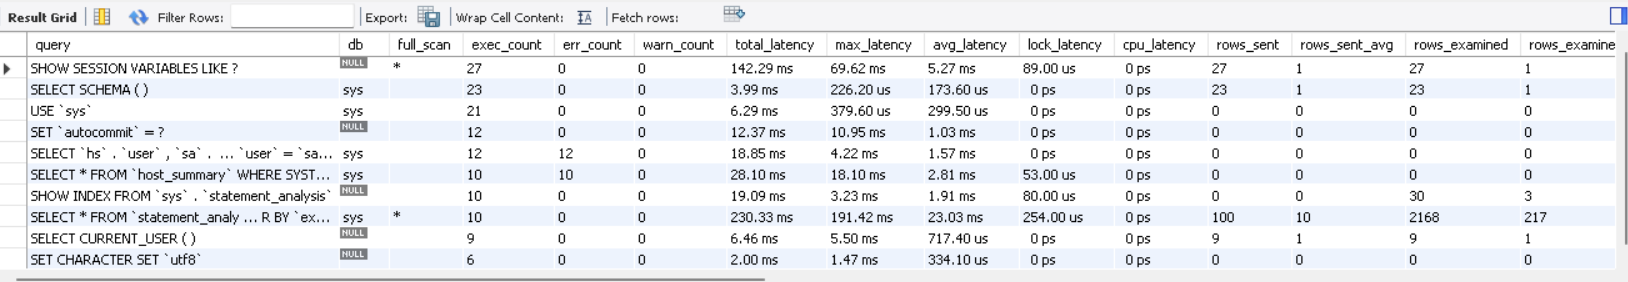 Result Grid Filter Rows: Export: Wrap Cell Content: Fetch rows:
query db full_scan exec_count err_count warn_count total_latency max_latency avg_latency lock_latency cpu_latency rows_sent rows_sent_avg rows_examined rows_examine
SHOW SESSION VARIABLES LIKE ? NULL * 27 0 0 142.29 ms 69.62 ms 5.27 ms 89.00 us 0 ps 27 1 27 1
SELECT SCHEMA ( ) sys 23 0 0 3.99 ms 226.20 us 173.60 us 0 ps 0 ps 23 1 23 1
USE `sys` sys 21 0 0 6.29 ms 379.60 us 299.50 us 0 ps 0 ps 0 0 0 0
SET `autocommit` = ? NULL 12 0 0 12.37 ms 10.95 ms 1.03 ms 0 ps 0 ps 0 0 0 0
SELECT `hs` . `user` , `sa` . ... `user` = `sa... sys 12 12 0 18.85 ms 4.22 ms 1.57 ms 0 ps 0 ps 0 0 0 0
SELECT * FROM `host_summary` WHERE SYST... sys 10 10 0 28.10 ms 18.10 ms 2.81 ms 53.00 us 0 ps 0 0 0 0
SHOW INDEX FROM `sys` . `statement_analysis` NULL 10 0 0 19.09 ms 3.23 ms 1.91 ms 80.00 us 0 ps 0 0 30 3
SELECT * FROM `statement_analy ... R BY `ex... sys * 10 0 0 230.33 ms 191.42 ms 23.03 ms 254.00 us 0 ps 100 10 2168 217
SELECT CURRENT_USER ( ) NULL 9 0 0 6.46 ms 5.50 ms 717.40 us 0 ps 0 ps 9 1 9 1
SET CHARACTER SET `utf8` NULL 6 0 0 2.00 ms 1.47 ms 334.10 us 0 ps 0 ps 0 0 0 0